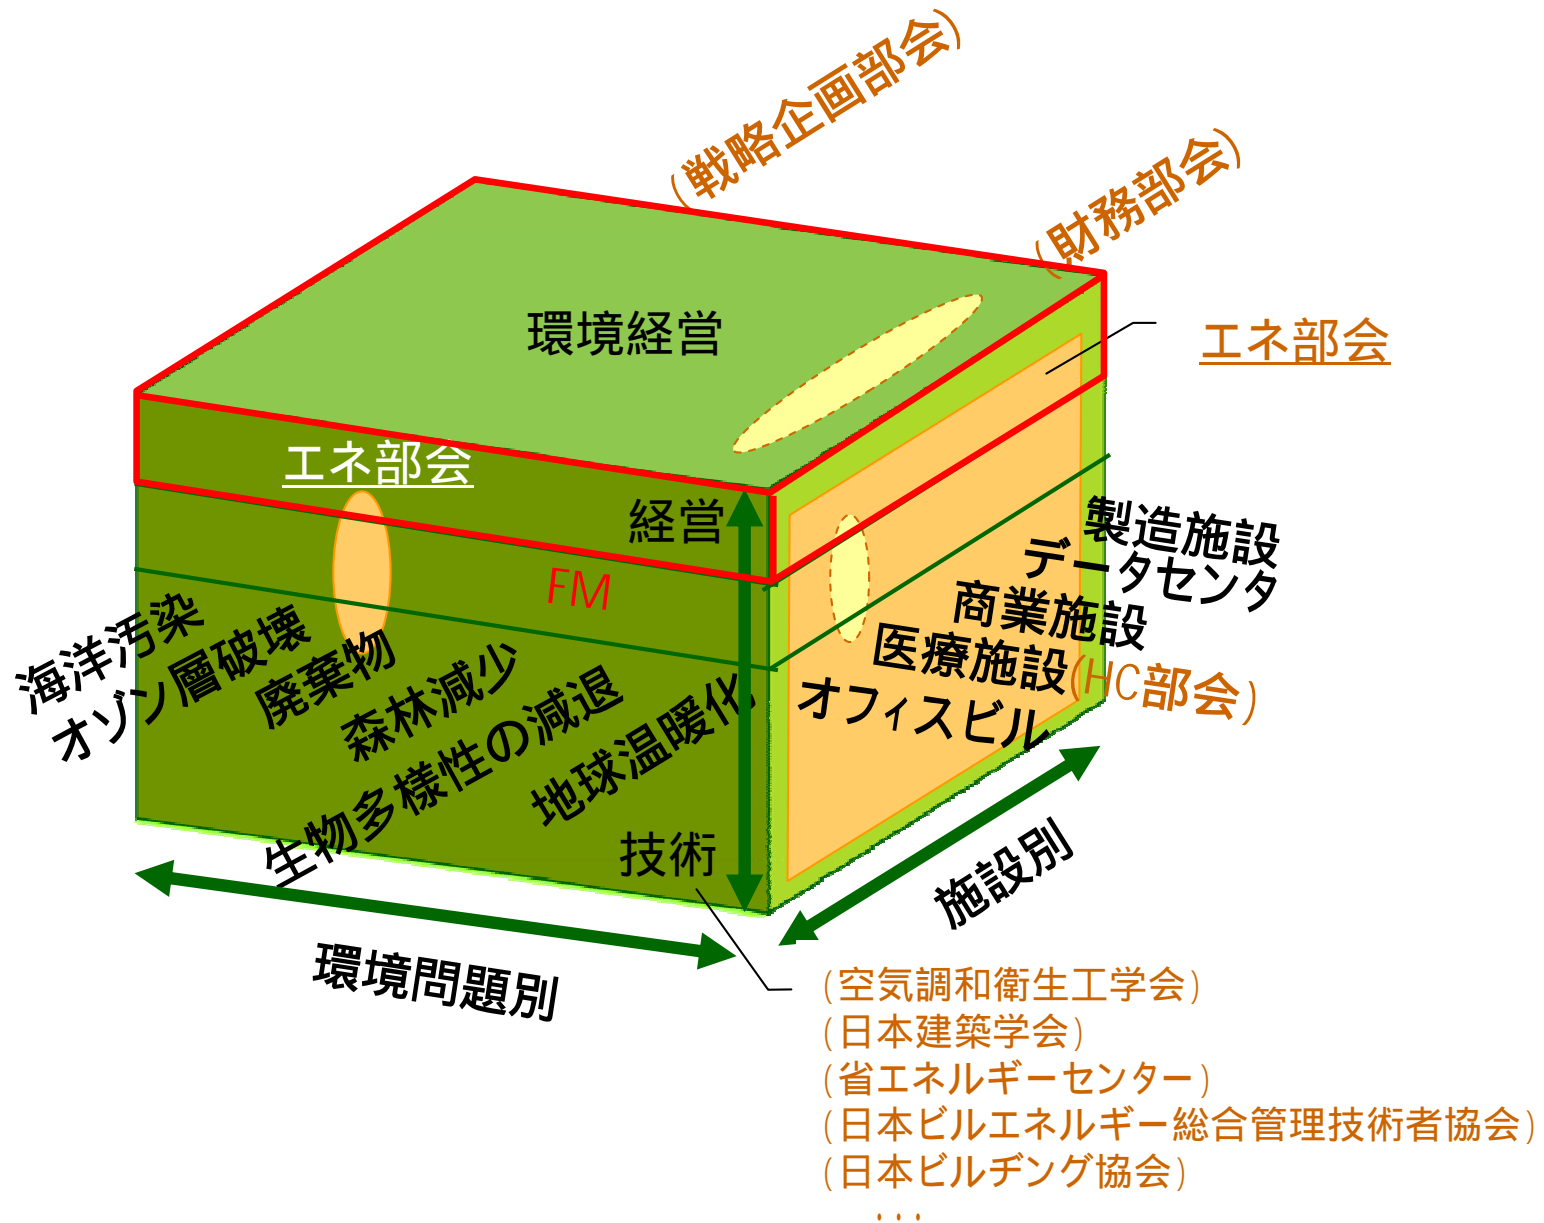 (戦略企画部会)
(財務部会)
環境経営
エネ部会
エネ部会
経営
FM
製造施設
データセンタ
商業施設
医療施設(HC部会)
オフィスビル
海洋汚染
オゾン層破壊
廃棄物
森林減少
生物多様性の減退
地球温暖化
技術
施設別
環境問題別
(空気調和衛生工学会)
(日本建築学会)
(省エネルギーセンター)
(日本ビルエネルギー総合管理技術者協会)
(日本ビルヂング協会)
・・・